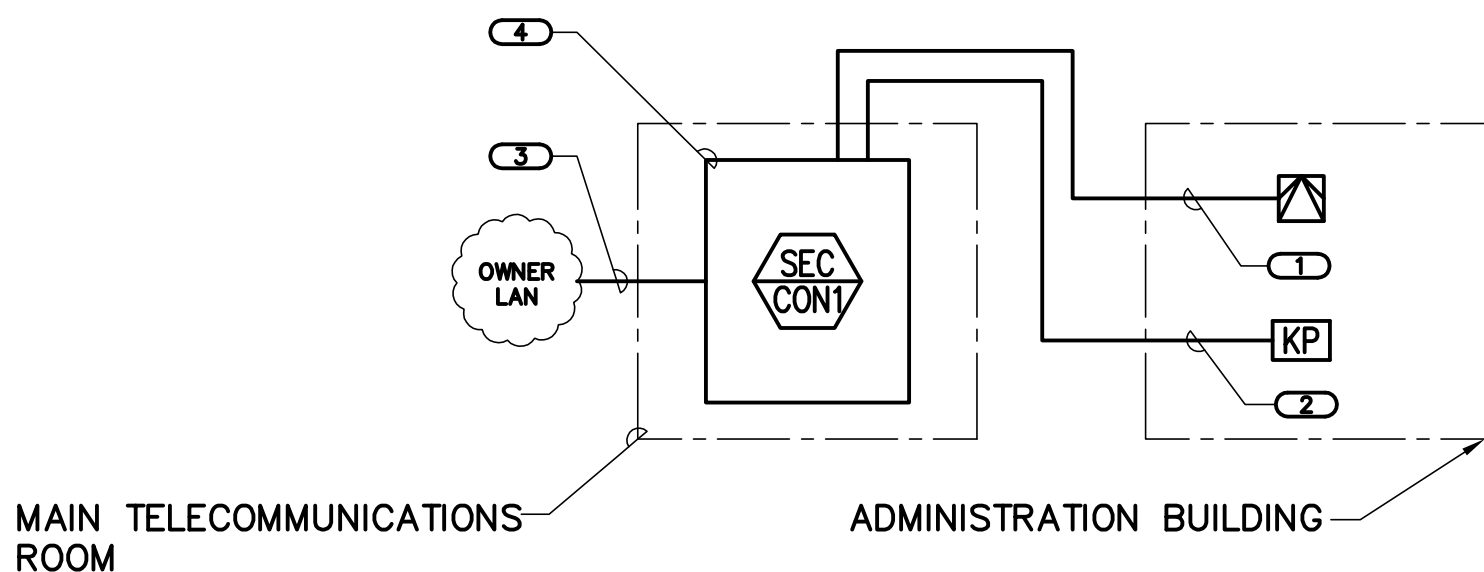 4
3
OWNER
LAN
SEC
CON1
1
KP
2
MAIN TELECOMMUNICATIONS
ROOM
ADMINISTRATION BUILDING